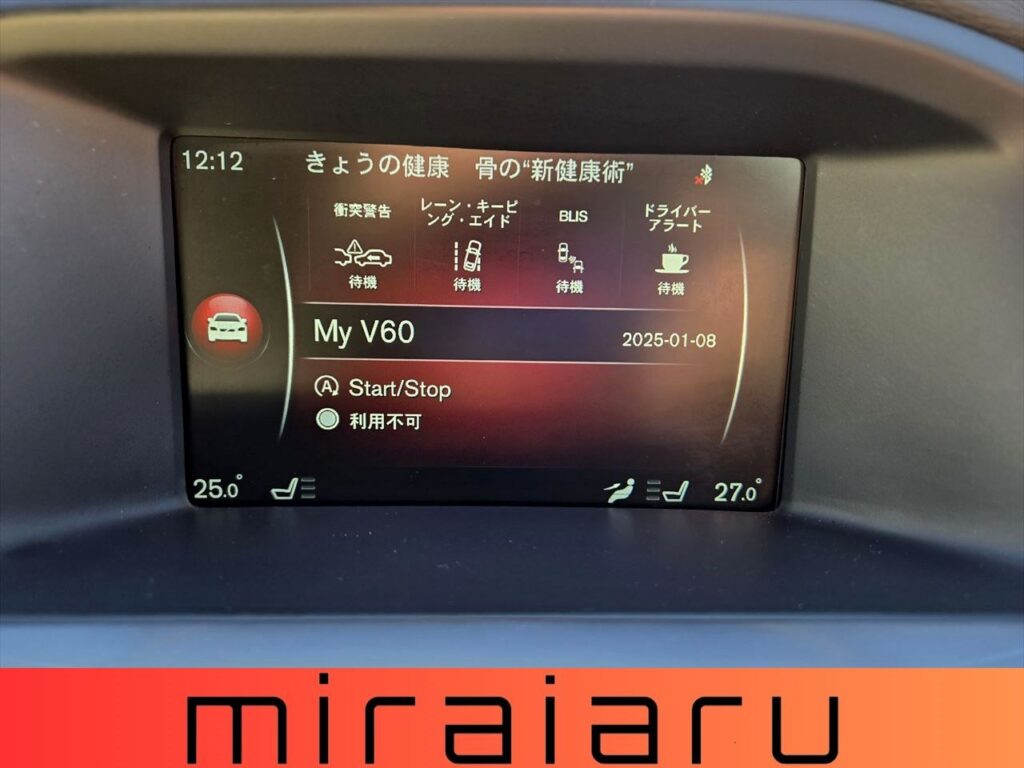 12:12
きょうの健康　骨の“新健康術”
衝突警告
レーン・キーピ
ング・エイド
BLIS
ドライバー
アラート
待機
待機
待機
待機
My V60
2025-01-08
A Start/Stop
利用不可
25.0°
27.0°
miraiaru